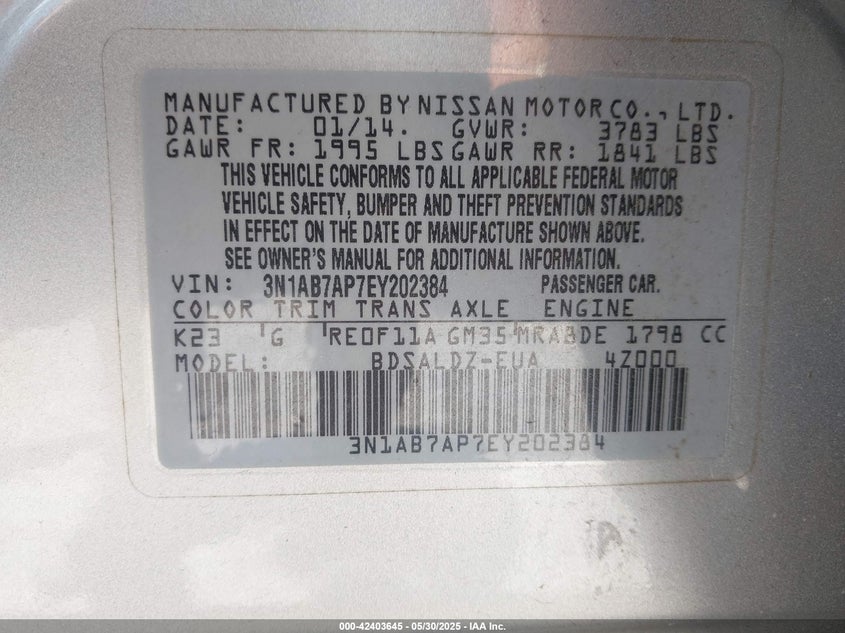 MANUFACTURED BY NISSAN MOTOR CO., LTD.
DATE: 01/14. GVWR: 3783 LBS
GAWR FR: 1995 LBS GAWR RR: 1841 LBS
THIS VEHICLE CONFORMS TO ALL APPLICABLE FEDERAL MOTOR
VEHICLE SAFETY, BUMPER AND THEFT PREVENTION STANDARDS
IN EFFECT ON THE DATE OF MANUFACTURE SHOWN ABOVE.
SEE OWNER'S MANUAL FOR ADDITIONAL INFORMATION.
VIN: 3N1AB7AP7EY202384 PASSENGER CAR.
COLOR TRIM TRANS AXLE ENGINE
K23 G RE0F11A GM35 MRA8DE 1798 CC
MODEL: BDSALDZ-EUA 4Z000
3N1AB7AP7EY202384
000-42403645 - 05/30/2025 - IAA Inc.